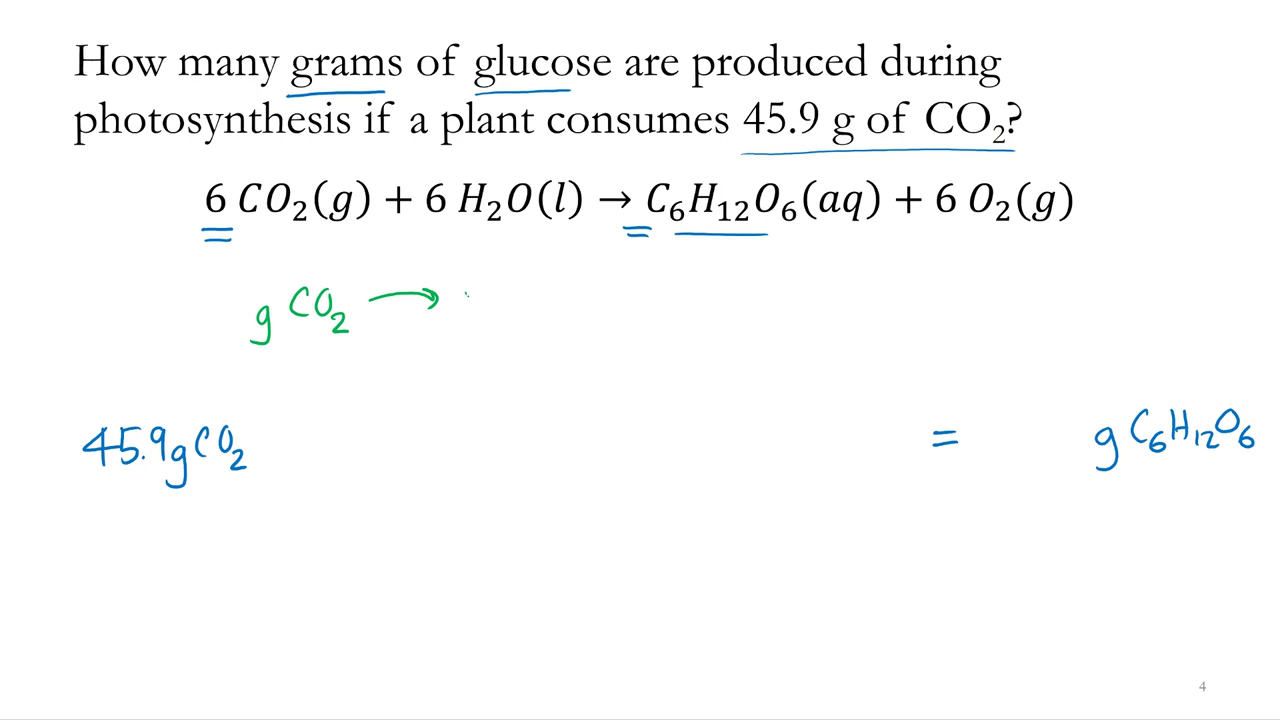 How many grams of glucose are produced during
photosynthesis if a plant consumes 45.9 g of CO₂?
6 CO₂(g) + 6 H₂O(l) → C₆H₁₂O₆(aq) + 6 O₂(g)
g CO₂ →
45.9 g CO₂ = g C₆H₁₂O₆
4